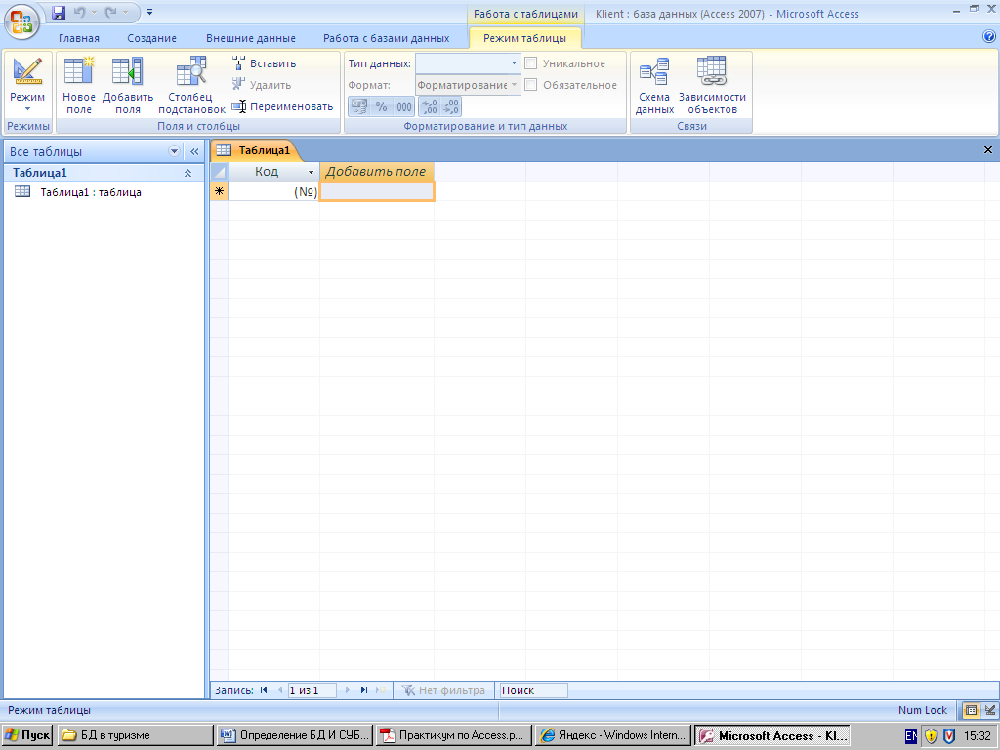 Работа с таблицами
Klient : база данных (Access 2007) - Microsoft Access
Главная Создание Внешние данные Работа с базами данных Режим таблицы
Режим
Новое поле
Добавить поля
Столбец подстановок
Вставить
Удалить
Переименовать
Тип данных:
Формат: Форматирование
% 000 ,00 ,00
Уникальное
Обязательное
Схема данных
Зависимости объектов
Режимы Поля и столбцы Форматирование и тип данных Связи
Все таблицы «
Таблица1
Таблица1 : таблица
Таблица1
Код Добавить поле
* (№)
Запись: 1 из 1 Нет фильтра Поиск
Режим таблицы Num Lock
Пуск БД в туризме Определение БД И СУБ... Практикум по Access.p... Яндекс - Windows Intern... Microsoft Access - Kl... EN 15:32